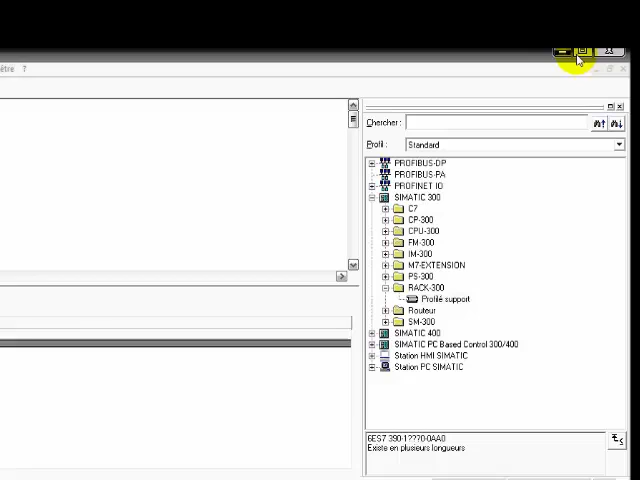 ?
Chercher :
Profil :
Standard
PROFIBUS-DP
PROFIBUS-PA
PROFINET IO
SIMATIC 300
C7
CP-300
CPU-300
FM-300
IM-300
M7-EXTENSION
PS-300
RACK-300
Profilé support
Routeur
SM-300
SIMATIC 400
SIMATIC PC Based Control 300/400
Station HMI SIMATIC
Station PC SIMATIC
6ES7 390-1???0-0AA0
Existe en plusieurs longueurs